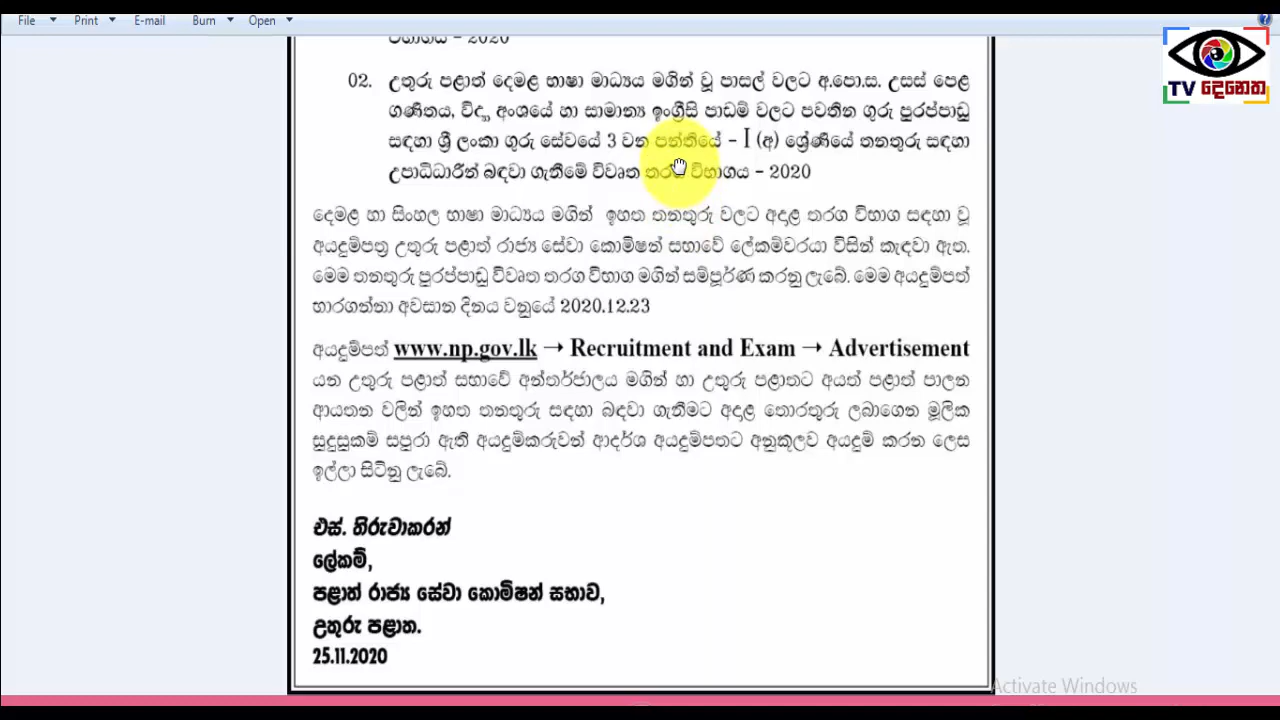 File Print E-mail Burn Open
විභාගය – 2020
02. උතුරු පළාත් දෙමළ භාෂා මාධ්‍යය මගින් වූ පාසල් වලට අ.පො.ස. උසස් පෙළ
ගණිතය, විද්‍යා අංශයේ හා සාමාන්‍ය ඉංග්‍රීසි පාඩම් වලට පවතින ගුරු පුරප්පාඩු
සඳහා ශ්‍රී ලංකා ගුරු සේවයේ 3 වන පන්තියේ – I (අ) ශ්‍රේණියේ තනතුරු සඳහා
උපාධිධාරීන් බඳවා ගැනීමේ විවෘත තරග විභාගය – 2020
දෙමළ හා සිංහල භාෂා මාධ්‍යය මගින් ඉහත තනතුරු වලට අදාළ තරග විභාග සඳහා වූ
අයදුම්පත්‍ර උතුරු පළාත් රාජ්‍ය සේවා කොමිෂන් සභාවේ ලේකම්වරයා විසින් කැඳවා ඇත.
මෙම තනතුරු පුරප්පාඩු විවෘත තරග විභාග මගින් සම්පූර්ණ කරනු ලැබේ. මෙම අයදුම්පත්
භාරගන්නා අවසාන දිනය වනුයේ 2020.12.23
අයදුම්පත් www.np.gov.lk → Recruitment and Exam → Advertisement
යන උතුරු පළාත් සභාවේ අන්තර්ජාලය මගින් හා උතුරු පළාතට අයත් පළාත් පාලන
ආයතන වලින් ඉහත තනතුරු සඳහා බඳවා ගැනීමට අදාළ තොරතුරු ලබාගෙන මූලික
සුදුසුකම් සපුරා ඇති අයදුම්කරුවන් ආදර්ශ අයදුම්පතට අනුකූලව අයදුම් කරන ලෙස
ඉල්ලා සිටිනු ලැබේ.
එස්. තිරුවාකරන්
ලේකම්,
පළාත් රාජ්‍ය සේවා කොමිෂන් සභාව,
උතුරු පළාත.
25.11.2020
TV දෙනෙත
Activate Windows